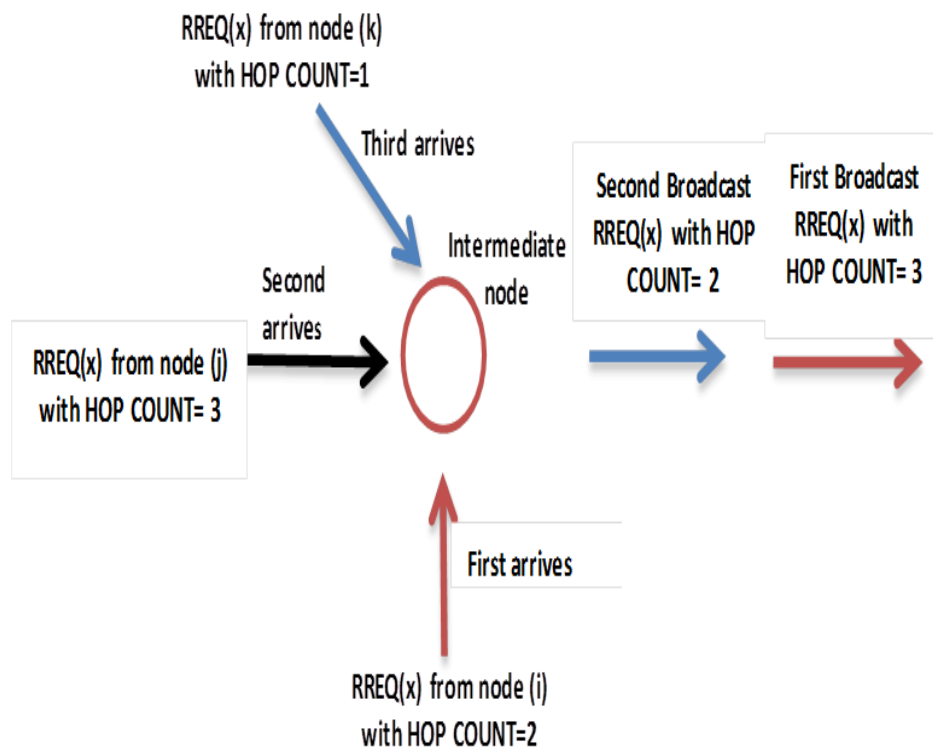 RREQ(x) from node (k)
with HOP COUNT=1
Third arrives
Second Broadcast
RREQ(x) with HOP
COUNT= 2
First Broadcast
RREQ(x) with
HOP COUNT= 3
Intermediate
node
Second
arrives
RREQ(x) from node (j)
with HOP COUNT= 3
First arrives
RREQ(x) from node (i)
with HOP COUNT=2